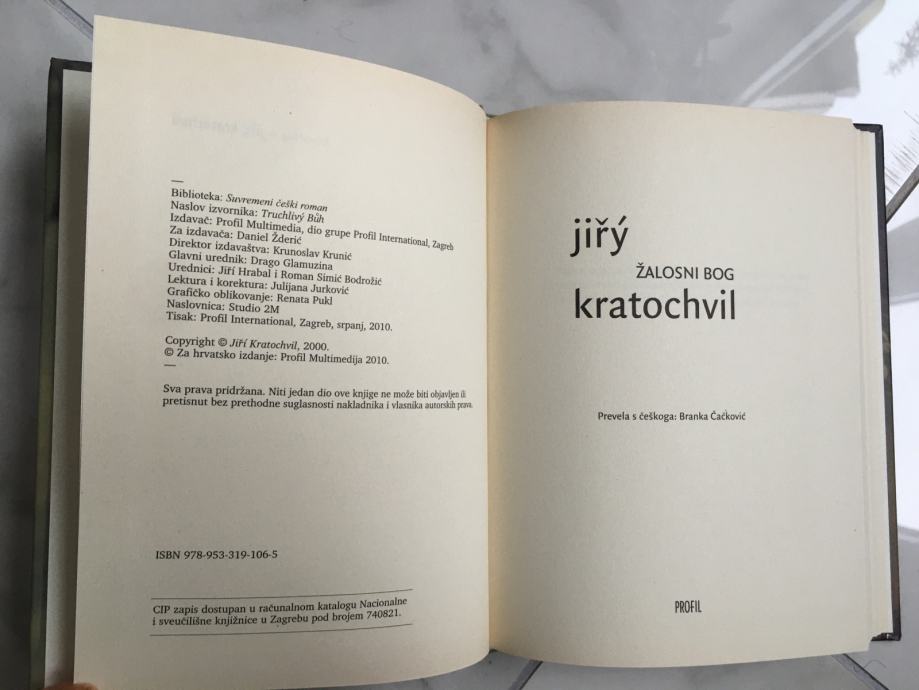 —
Biblioteka: Suvremeni češki roman
Naslov izvornika: Truchlivý Bůh
Izdavač: Profil Multimedia, dio grupe Profil International, Zagreb
Za izdavača: Daniel Žderić
Direktor izdavaštva: Krunoslav Krunić
Glavni urednik: Drago Glamuzina
Urednici: Jiří Hrabal i Roman Simić Bodrožić
Lektura i korektura: Julijana Jurković
Grafičko oblikovanje: Renata Pukl
Naslovnica: Studio 2M
Tisak: Profil International, Zagreb, srpanj, 2010.
Copyright © Jiří Kratochvil, 2000.
© Za hrvatsko izdanje: Profil Multimedija 2010.
—
Sva prava pridržana. Niti jedan dio ove knjige ne može biti objavljen ili
pretisnut bez prethodne suglasnosti nakladnika i vlasnika autorskih prava.
ISBN 978-953-319-106-5
CIP zapis dostupan u računalnom katalogu Nacionalne
i sveučilišne knjižnice u Zagrebu pod brojem 740821.
jiřý
ŽALOSNI BOG
kratochvil
Prevela s češkoga: Branka Čačković
PROFIL